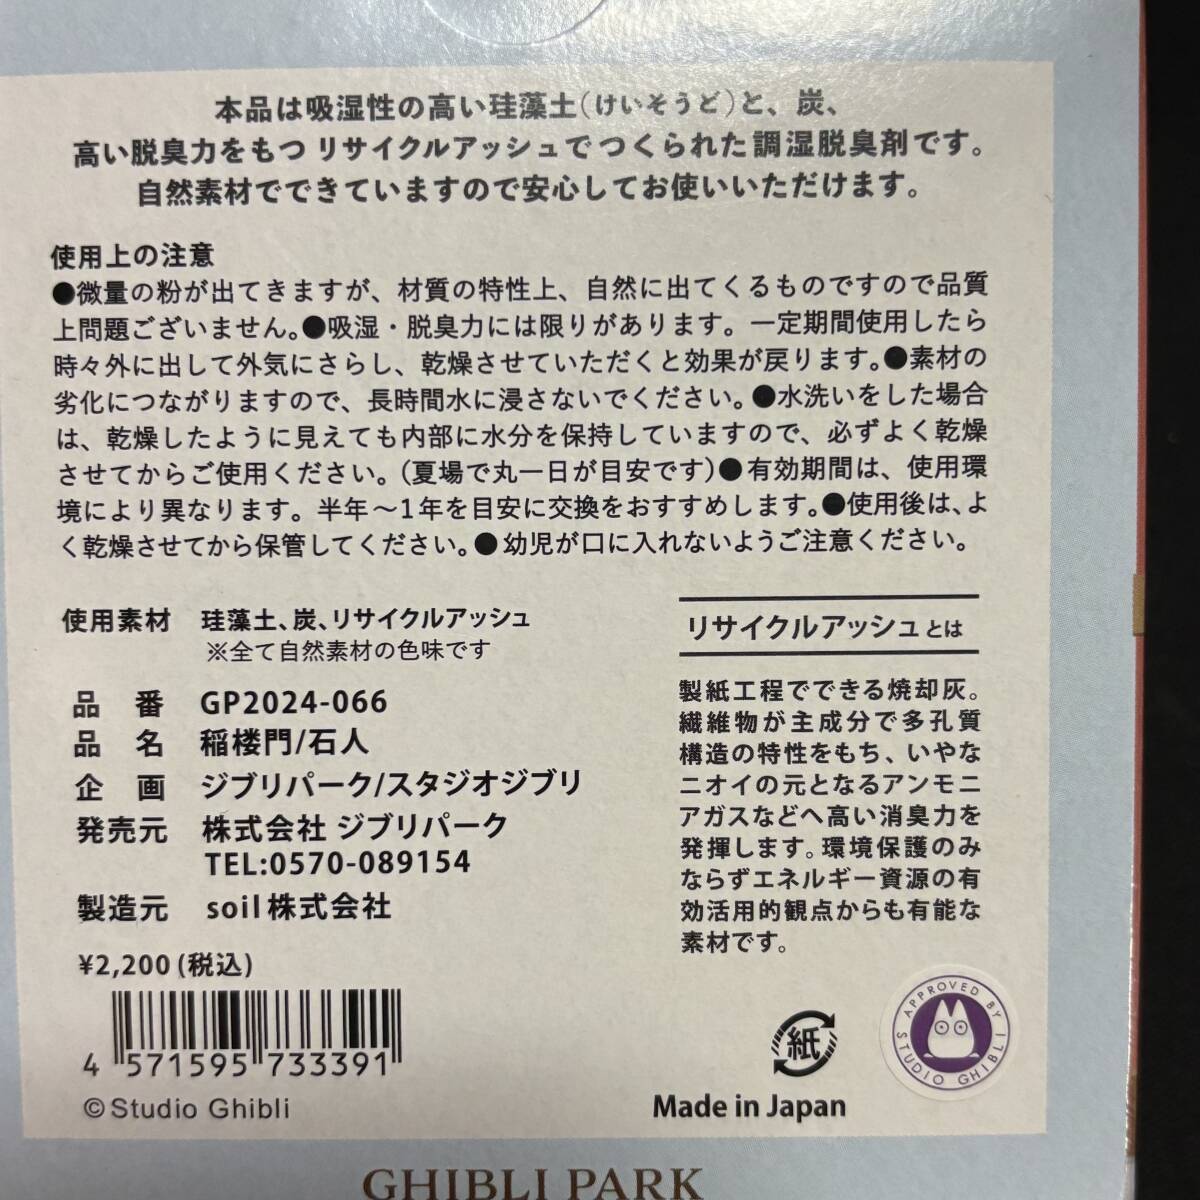 本品は吸湿性の高い珪藻土(けいそうど)と、炭、
高い脱臭力をもつ リサイクルアッシュで つくられた 調湿脱臭剤です。
自然素材でできていますので安心してお使いいただけます。
使用上の注意
●微量の粉が出てきますが、材質の特性上、自然に出てくるものですので品質
上問題ございません。●吸湿・脱臭力には限りがあります。一定期間使用したら
時々外に出して外気にさらし、乾燥させていただくと効果が戻ります。●素材の
劣化につながりますので、長時間水に浸さないでください。●水洗いをした場合
は、乾燥したように見えても内部に水分を保持していますので、必ずよく乾燥
させてからご使用ください。(夏場で丸一日が目安です)●有効期間は、使用環
境により異なります。半年〜1年を目安に交換をおすすめします。●使用後は、よ
く乾燥させてから保管してください。●幼児が口に入れないようご注意ください。
使用素材 珪藻土、炭、リサイクルアッシュ
※全て自然素材の色味です
品 番 GP2024-066
品 名 稲楼門/石人
企 画 ジブリパーク/スタジオジブリ
発売元 株式会社 ジブリパーク
TEL:0570-089154
製造元 soil株式会社
¥2,200(税込)
4 571595 733391
©Studio Ghibli
リサイクルアッシュとは
製紙工程でできる焼却灰。
繊維物が主成分で多孔質
構造の特性をもち、いやな
ニオイの元となるアンモニ
アガスなどへ高い消臭力を
発揮します。環境保護のみ
ならずエネルギー資源の有
効活用的観点からも有能な
素材です。
紙
APPROVED BY STUDIO GHIBLI
Made in Japan
GHIBLI PARK